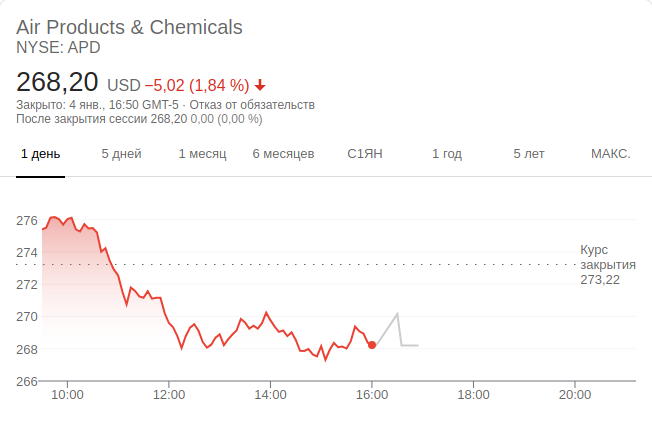 Air Products & Chemicals
NYSE: APD
268,20 USD −5,02 (1,84 %)
Закрыто: 4 янв., 16:50 GMT-5 · Отказ от обязательств
После закрытия сессии 268,20 0,00 (0,00 %)
1 день 5 дней 1 месяц 6 месяцев С1ЯН 1 год 5 лет МАКС.
276
274
272
270
268
266
Курс
закрытия
273,22
10:00 12:00 14:00 16:00 18:00 20:00